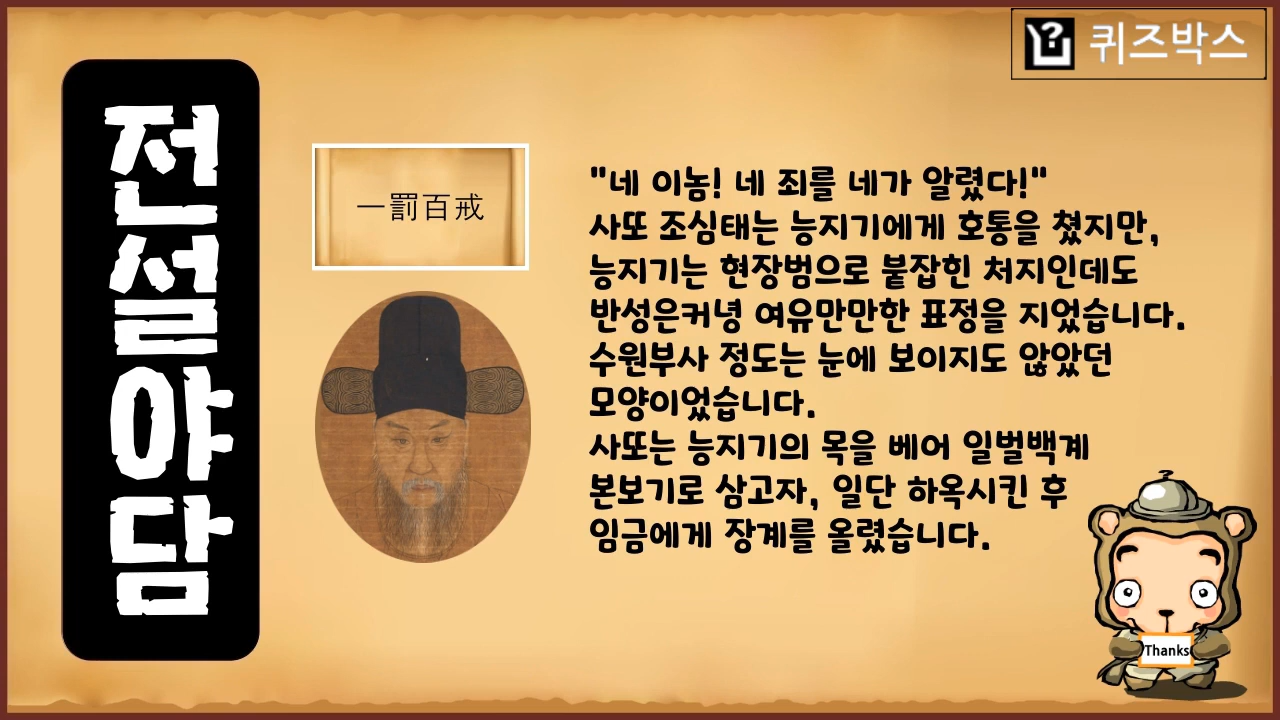 퀴즈박스
전설야담
一罰百戒
"네 이놈! 네 죄를 네가 알렸다!"
사또 조심태는 능지기에게 호통을 쳤지만,
능지기는 현장범으로 붙잡힌 처지인데도
반성은커녕 여유만만한 표정을 지었습니다.
수원부사 정도는 눈에 보이지도 않았던
모양이었습니다.
사또는 능지기의 목을 베어 일벌백계
본보기로 삼고자, 일단 하옥시킨 후
임금에게 장계를 올렸습니다.
Thanks